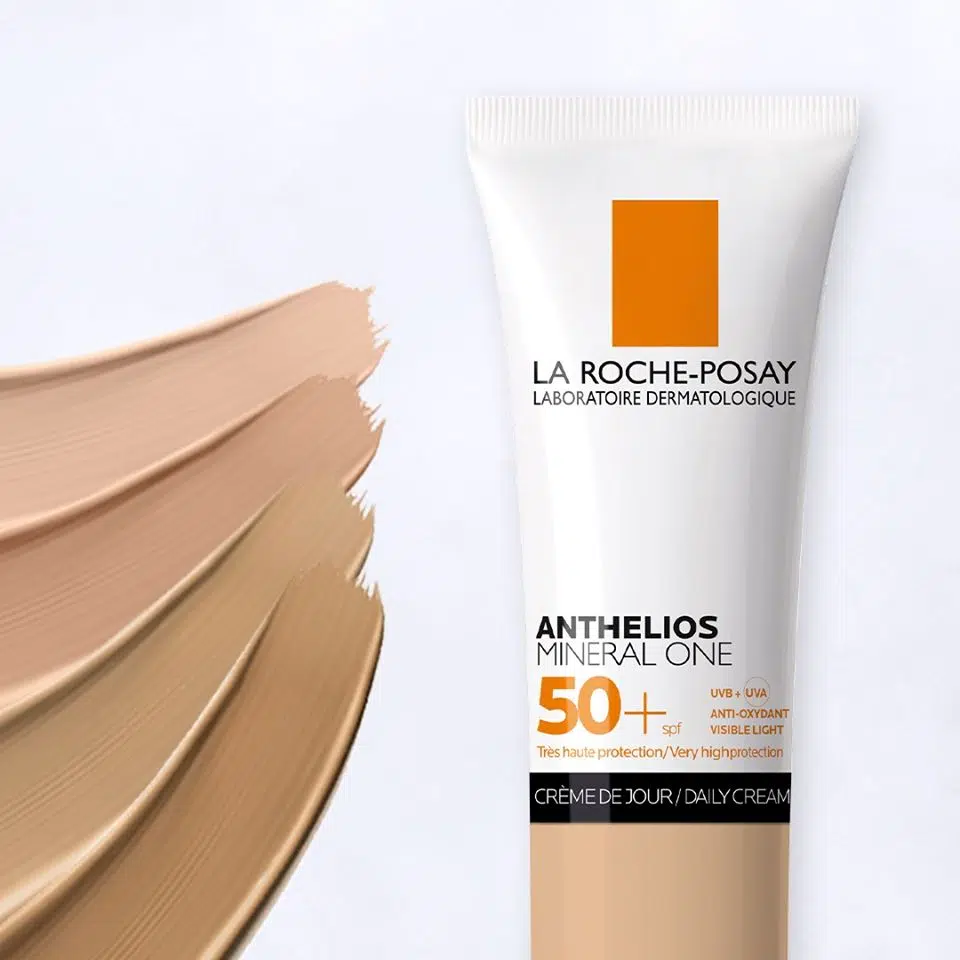 LA ROCHE-POSAY
LABORATOIRE DERMATOLOGIQUE
ANTHELIOS
MINERAL ONE
50+ spf
UVB + UVA
ANTI-OXYDANT
VISIBLE LIGHT
Très haute protection/Very highprotection
CRÈME DE JOUR / DAILY CREAM